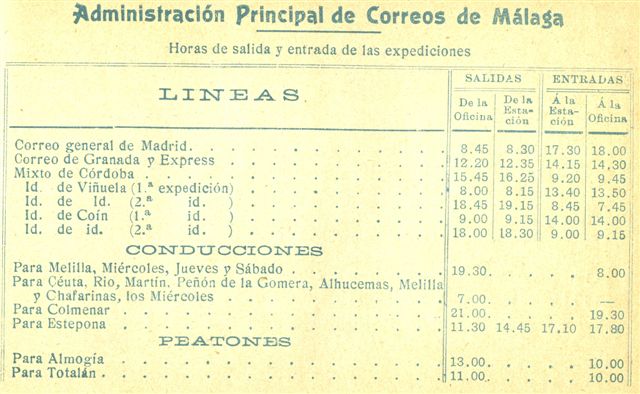 Administración Principal de Correos de Málaga
Horas de salida y entrada de las expediciones
LINEAS SALIDAS ENTRADAS
De la Oficina De la Esta-ción Á la Esta-ción Á la Oficina
Correo general de Madrid. 8.45 8.30 17.30 18.00
Correo de Granada y Express 12.20 12.35 14.15 14,30
Mixto de Córdoba 15.45 16.25 9.20 9.45
Id. de Viñuela (1.ª expedición) 8.00 8.15 13.40 13.50
Id. de Id. (2.ª id. ) 18.45 19.15 8.45 7.45
Id. de Coín (1.ª id. ) 9.00 9.15 14.00 14.00
Id. de id. (2.ª id. ) 18.00 18.30 9.00 9.15
CONDUCCIONES
Para Melilla, Miércoles, Jueves y Sábado 19.30 8.00
Para Céuta, Rio, Martín, Peñón de la Gomera, Alhucemas, Melilla
y Chafarinas, los Miércoles 7.00 —
Para Colmenar 21.00 19.30
Para Estepona 11.30 14.45 17.10 17.80
PEATONES
Para Almogía 13.00 10.00
Para Totalán 11.00 10.00